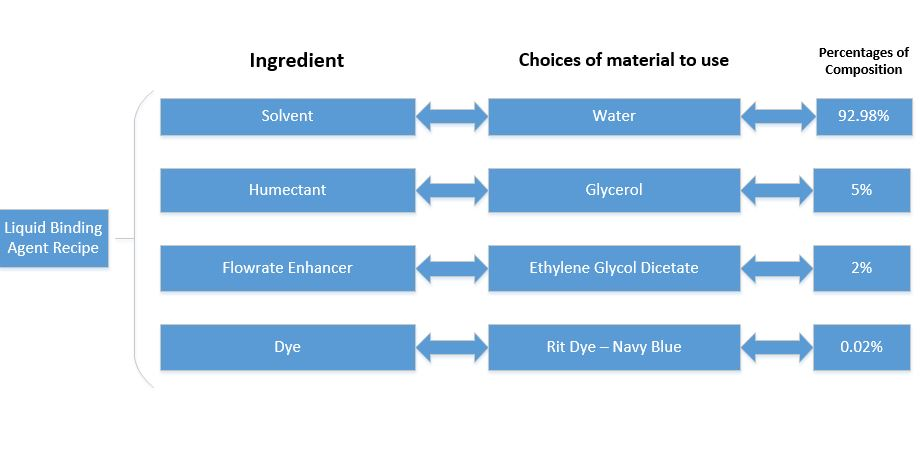 Ingredient
Choices of material to use
Percentages of
Composition
Solvent
Water
92.98%
Humectant
Glycerol
5%
Liquid Binding
Agent Recipe
Flowrate Enhancer
Ethylene Glycol Dicetate
2%
Dye
Rit Dye – Navy Blue
0.02%